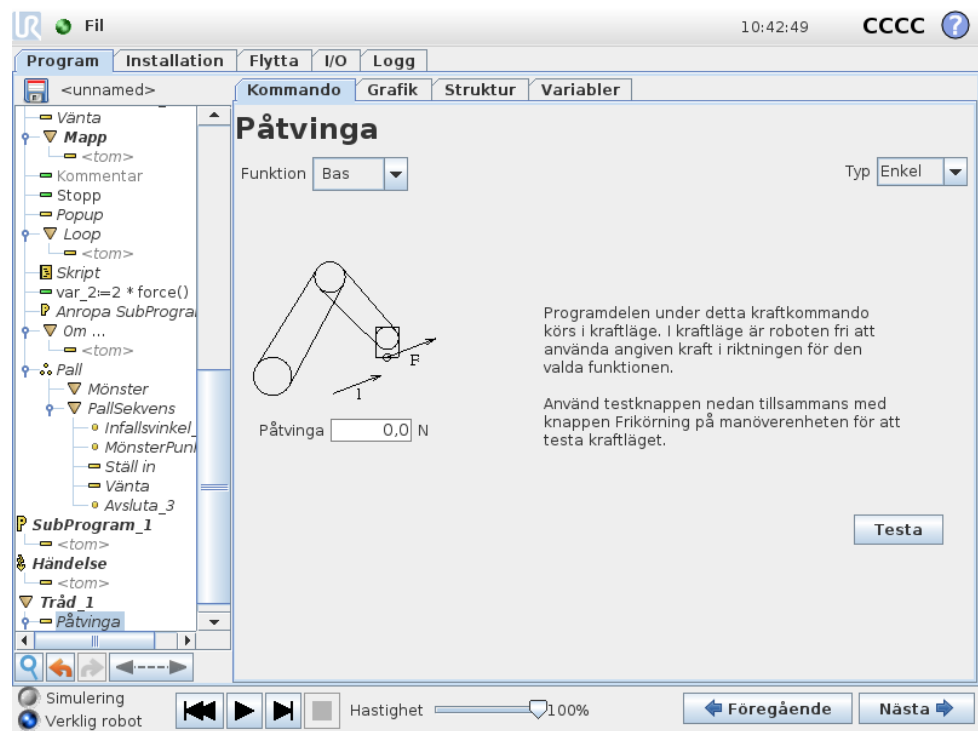 UR Fil 10:42:49 CCCC ?
Program Installation Flytta I/O Logg
<unnamed>
Kommando Grafik Struktur Variabler
Vänta
Mapp
<tom>
Kommentar
Stopp
Popup
Loop
<tom>
Skript
var_2:=2 * force()
Anropa SubProgra
Om ...
<tom>
Pall
Mönster
PallSekvens
Infallsvinkel_
MönsterPun
Ställ in
Vänta
Avsluta_3
P SubProgram_1
<tom>
Händelse
<tom>
Tråd_1
Påtvinga
Påtvinga
Funktion Bas
Typ Enkel
F
1
Påtvinga 0,0 N
Programdelen under detta kraftkommando
körs i kraftläge. I kraftläge är roboten fri att
använda angiven kraft i riktningen för den
valda funktionen.
Använd testknappen nedan tillsammans med
knappen Frikörning på manöverenheten för att
testa kraftläget.
Testa
Simulering
Verklig robot
Hastighet 100%
Föregående Nästa